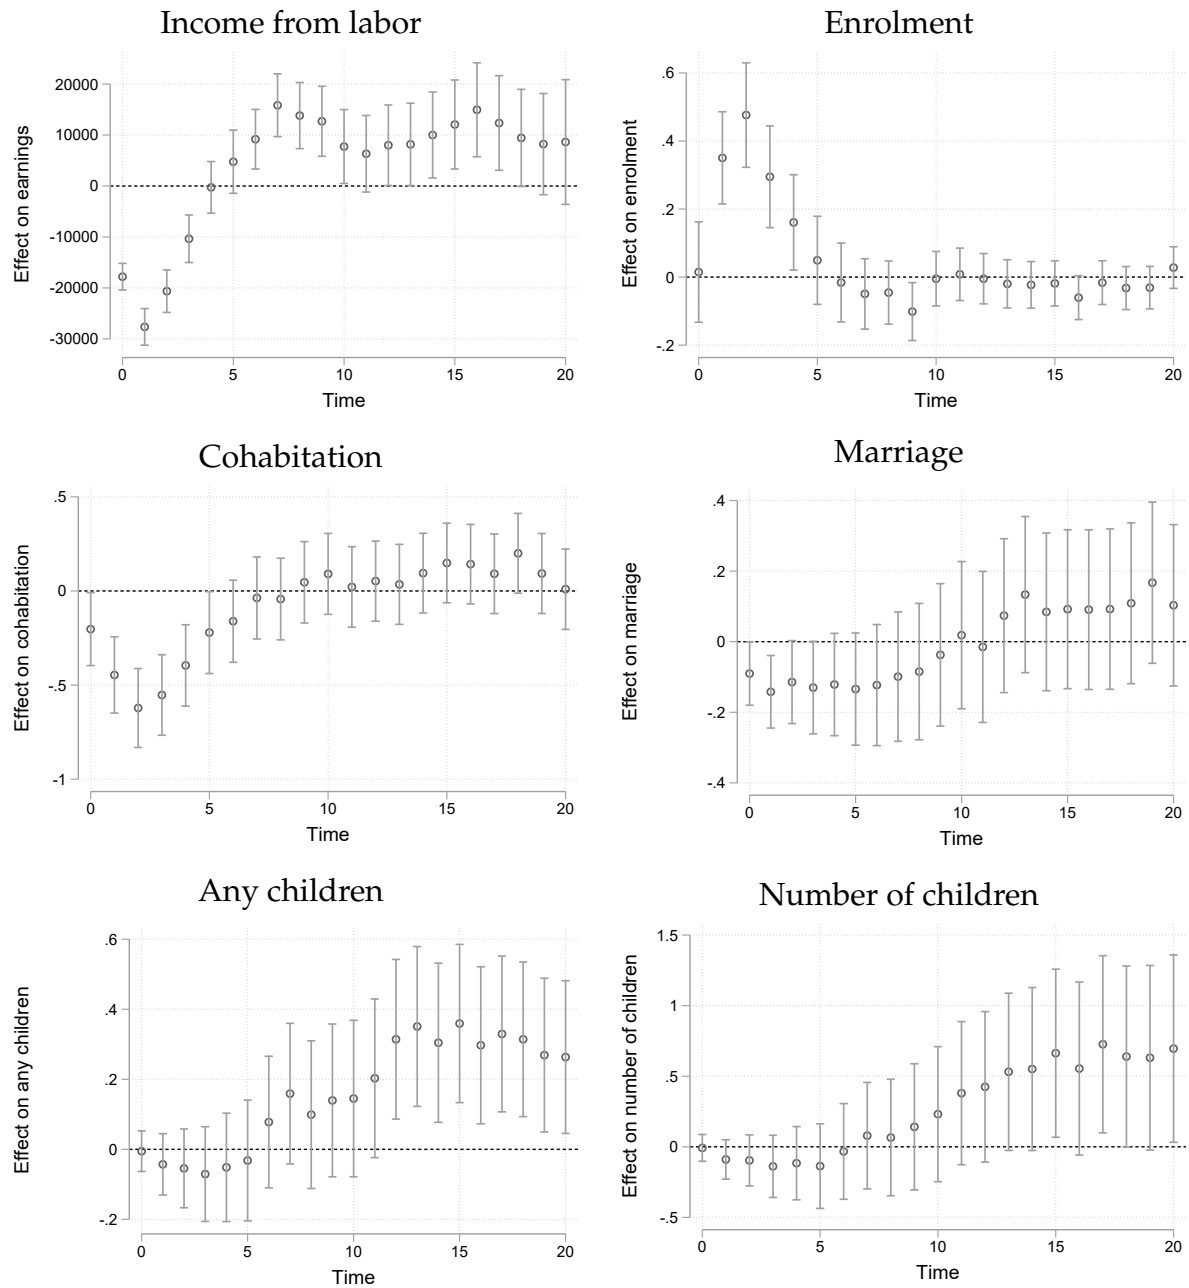 Income from labor
Effect on earnings
20000
10000
0
-10000
-20000
-30000
0 5 10 15 20
Time
Enrolment
Effect on enrolment
.6
.4
.2
0
-.2
0 5 10 15 20
Time
Cohabitation
Effect on cohabitation
.5
0
-.5
-1
0 5 10 15 20
Time
Marriage
Effect on marriage
.4
.2
0
-.2
-.4
0 5 10 15 20
Time
Any children
Effect on any children
.6
.4
.2
0
-.2
0 5 10 15 20
Time
Number of children
Effect on number of children
1.5
1
.5
0
-.5
0 5 10 15 20
Time